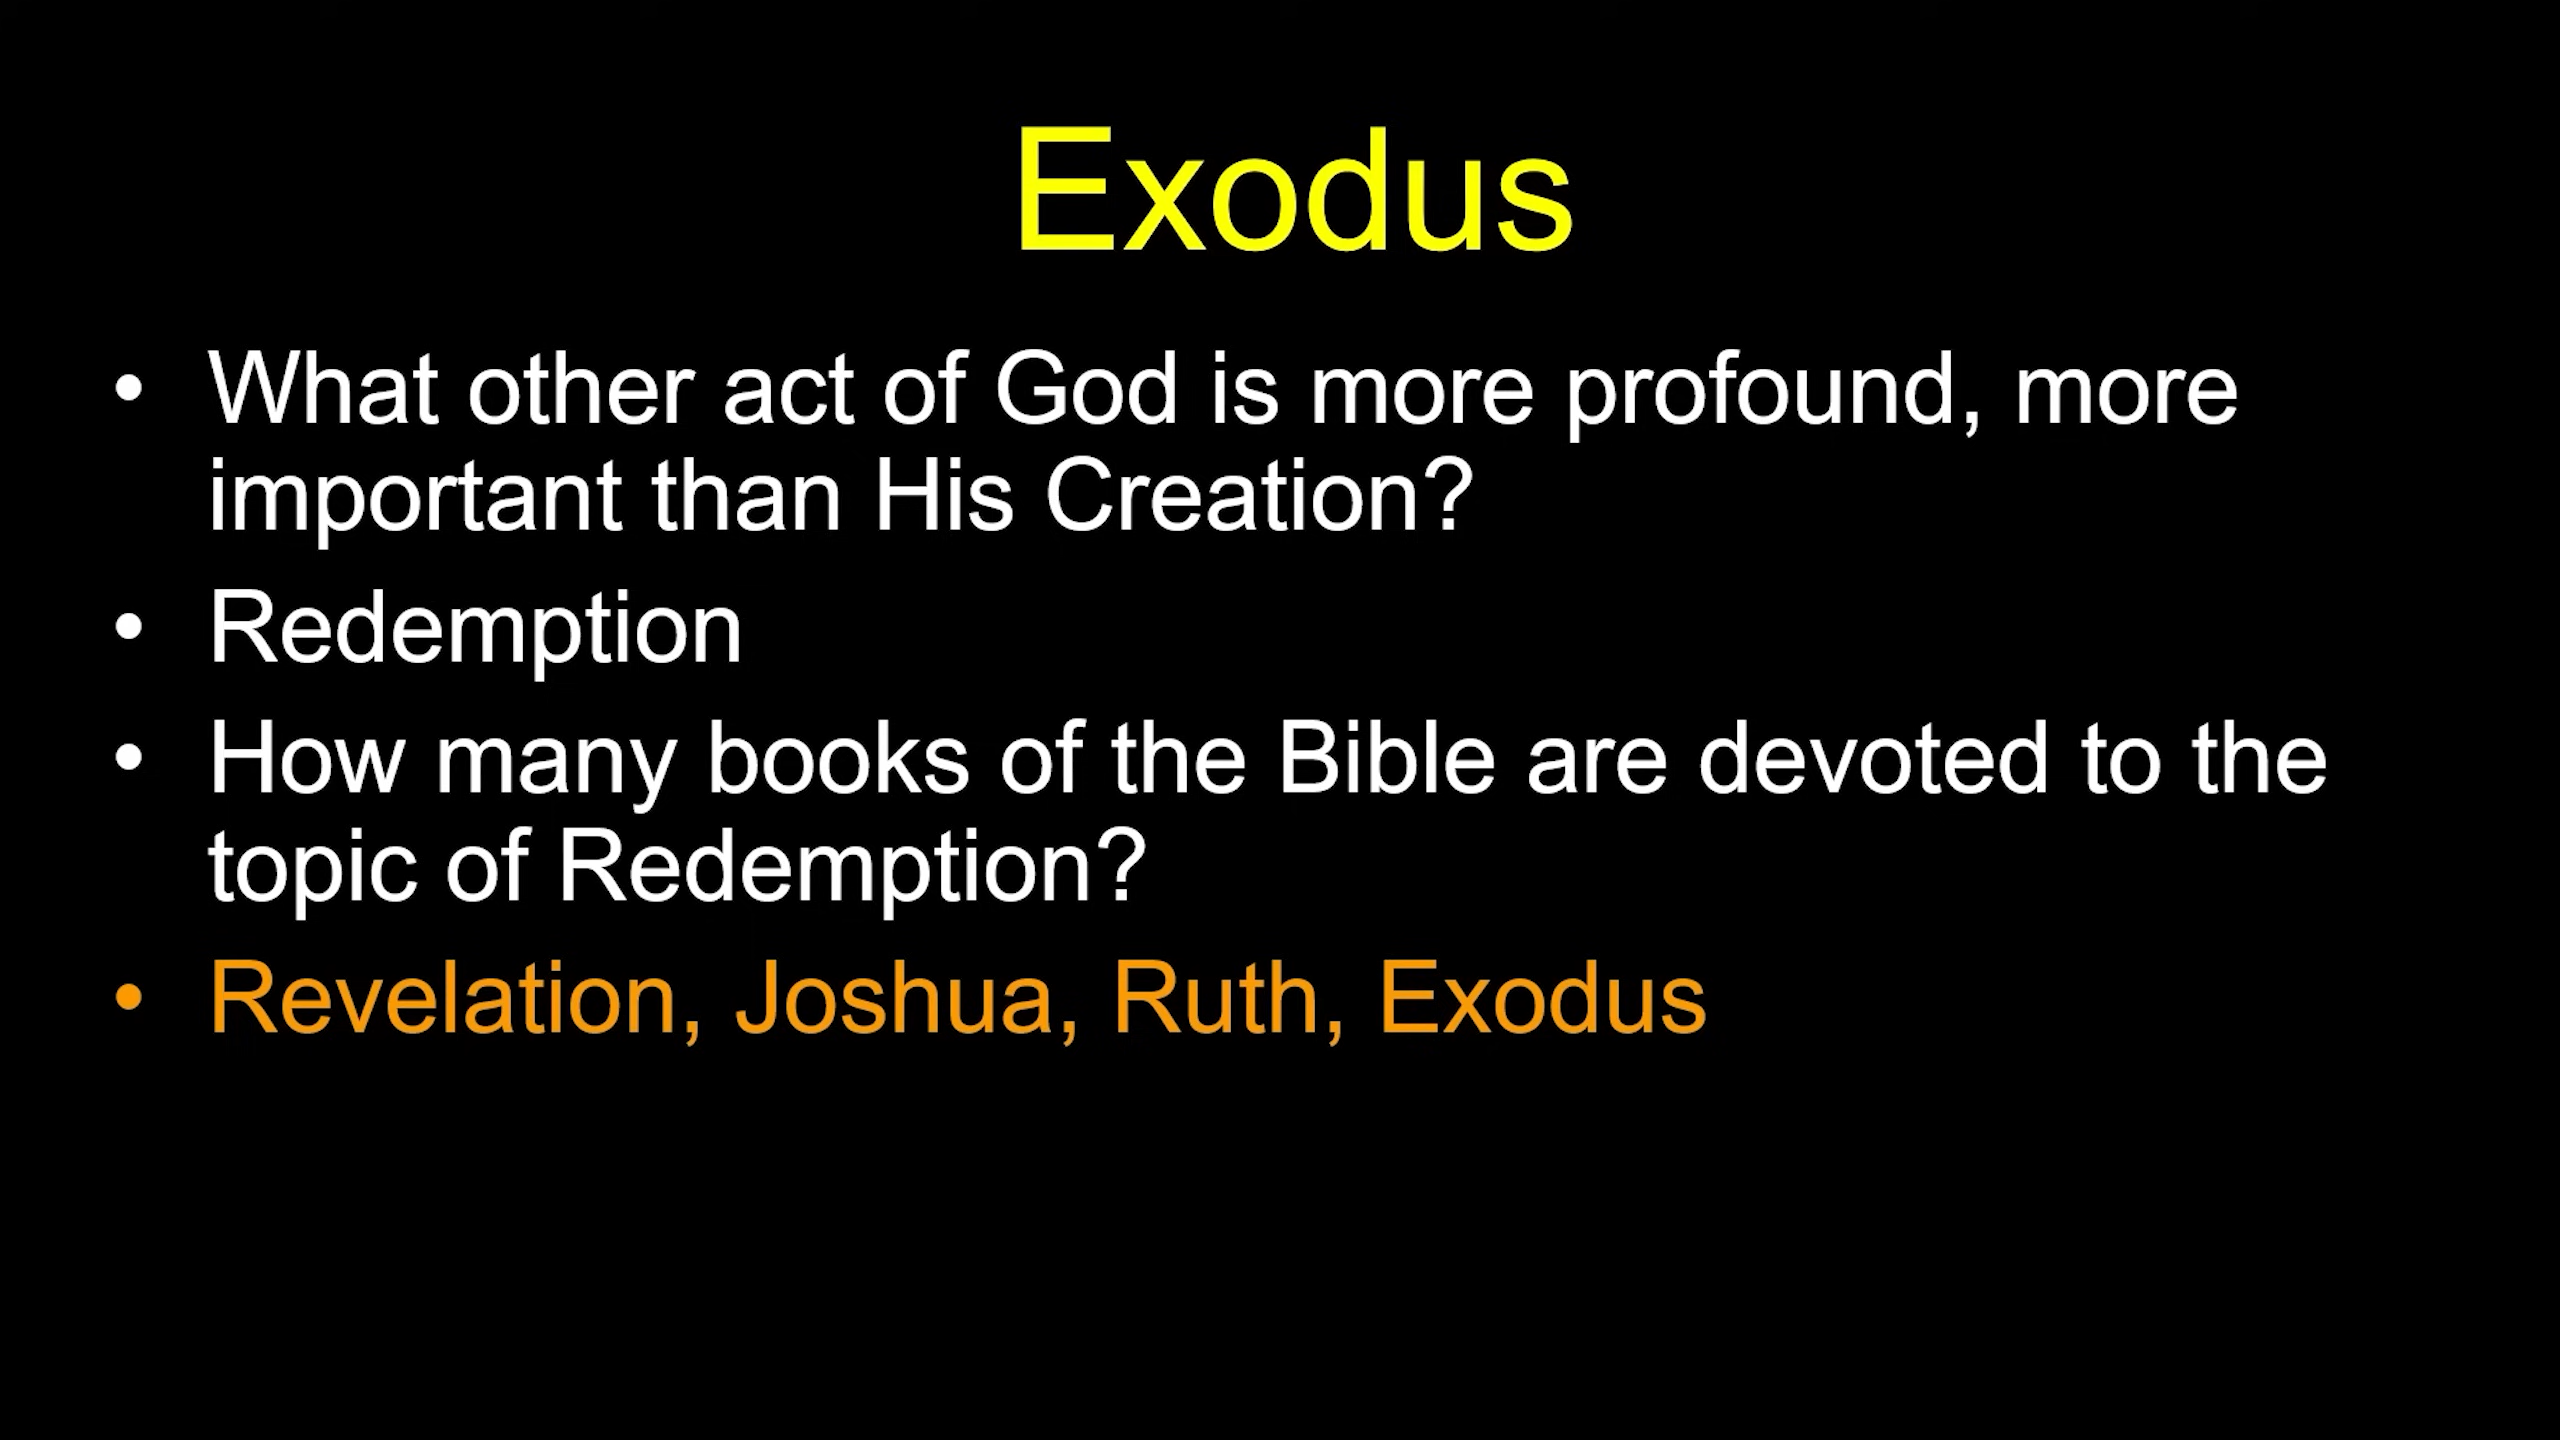 Exodus
• What other act of God is more profound, more
important than His Creation?
• Redemption
• How many books of the Bible are devoted to the
topic of Redemption?
• Revelation, Joshua, Ruth, Exodus